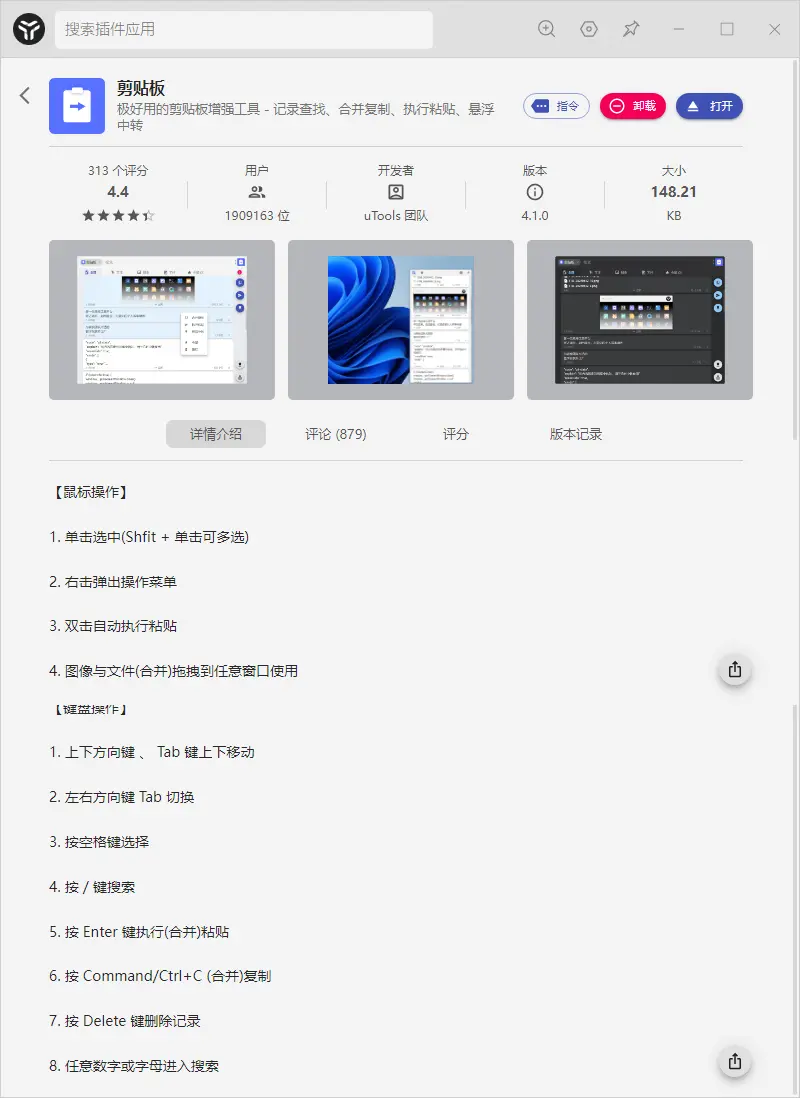 搜索插件应用
剪贴板
极好用的剪贴板增强工具 - 记录查找、合并复制、执行粘贴、悬浮
中转
指令
卸载
打开
313 个评分
4.4
用户
1909163 位
开发者
uTools 团队
版本
4.1.0
大小
148.21
KB
详情介绍
评论 (879)
评分
版本记录
【鼠标操作】
1. 单击选中(Shfit + 单击可多选)
2. 右击弹出操作菜单
3. 双击自动执行粘贴
4. 图像与文件(合并)拖拽到任意窗口使用
【键盘操作】
1. 上下方向键 、 Tab 键上下移动
2. 左右方向键 Tab 切换
3. 按空格键选择
4. 按 / 键搜索
5. 按 Enter 键执行(合并)粘贴
6. 按 Command/Ctrl+C (合并)复制
7. 按 Delete 键删除记录
8. 任意数字或字母进入搜索